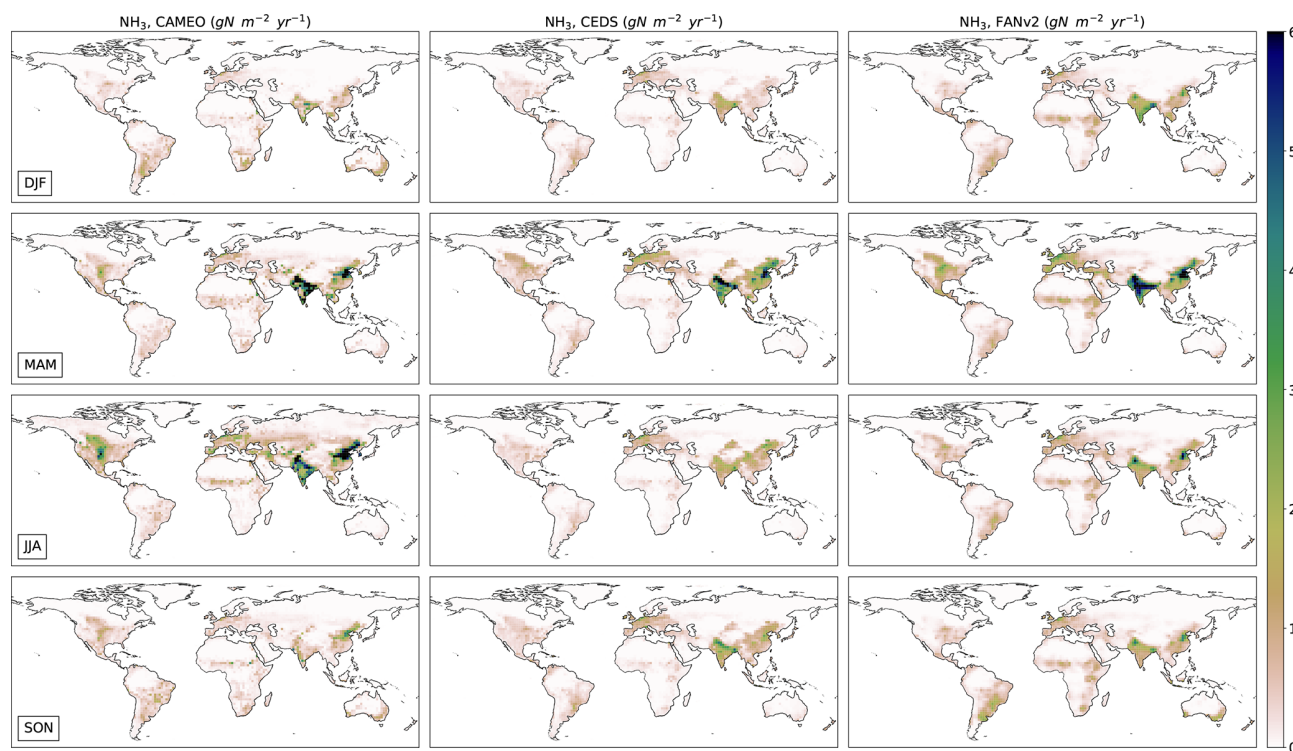 NH₃, CAMEO (gN m⁻² yr⁻¹)
NH₃, CEDS (gN m⁻² yr⁻¹)
NH₃, FANv2 (gN m⁻² yr⁻¹)
DJF
MAM
JJA
SON
6
5
4
3
2
1
0